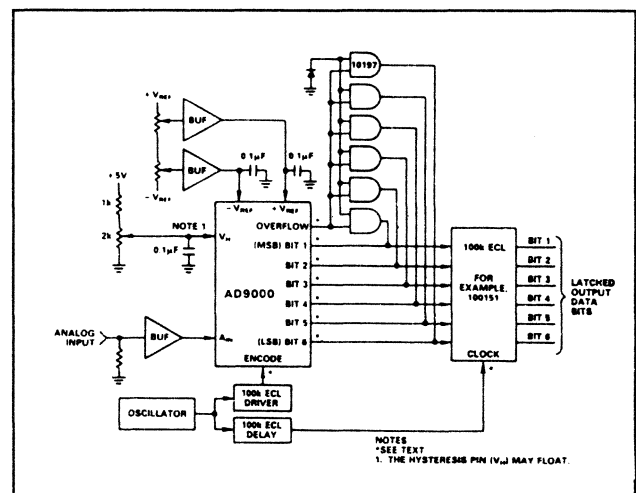 10197
+ VREF
BUF
BUF
0.1µF
0.1µF
- VREF
+5V
1k
2k
NOTE 1
0.1µF
- VREF
+ VREF
OVERFLOW
VH
AD9000
(MSB) BIT 1
BIT 2
BIT 3
BIT 4
BIT 5
(LSB) BIT 6
AIN
ENCODE
*
*
*
*
*
*
*
*
ANALOG
INPUT
BUF
100k ECL
FOR
EXAMPLE,
100151
CLOCK
*
BIT 1
BIT 2
BIT 3
BIT 4
BIT 5
BIT 6
LATCHED
OUTPUT
DATA
BITS
OSCILLATOR
100k ECL
DRIVER
100k ECL
DELAY
NOTES
*SEE TEXT
1. THE HYSTERESIS PIN (VH) MAY FLOAT.